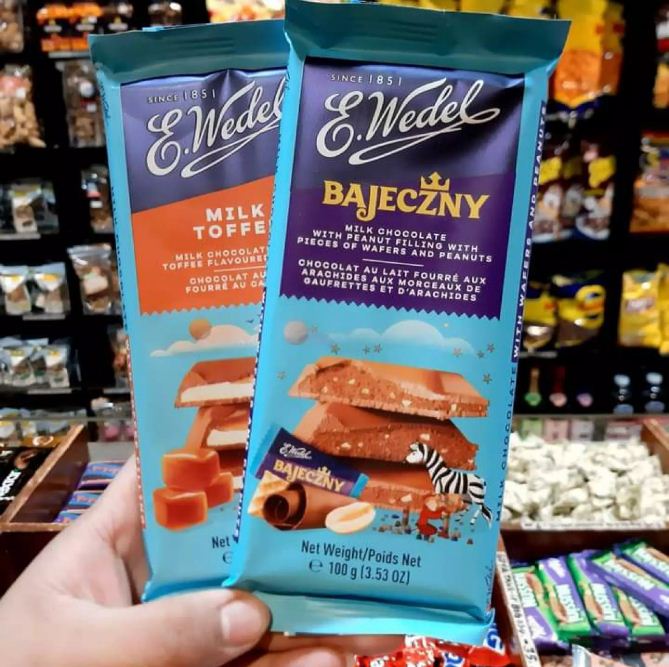 SINCE 1851
E. Wedel
MILK
TOFFE
MILK CHOCOLATE
TOFFEE FLAVOURE
CHOCOLAT AU
FOURRÉ AU
Net
SINCE 1851
E. Wedel
BAJECZNY
MILK CHOCOLATE
WITH PEANUT FILLING WITH
PIECES OF WAFERS AND PEANUTS
CHOCOLAT AU LAIT FOURRÉ AUX
ARACHIDES AUX MORCEAUX DE
GAUFRETTES ET D'ARACHIDES
E. Wedel
BAJECZNY
Net Weight/Poids Net
℮ 100 g (3.53 OZ)
WITH WAFERS AND PEANUTS